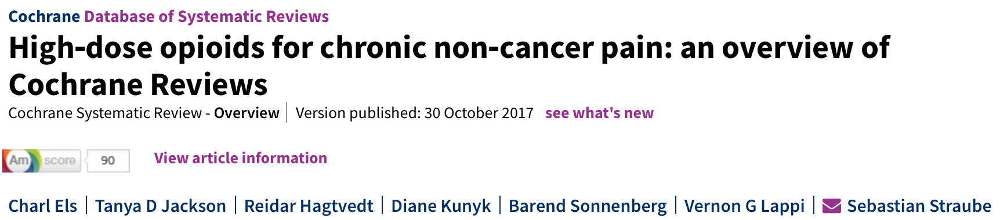 Cochrane Database of Systematic Reviews
High-dose opioids for chronic non-cancer pain: an overview of
Cochrane Reviews
Cochrane Systematic Review - Overview | Version published: 30 October 2017 see what's new
Am score 90 View article information
Charl Els | Tanya D Jackson | Reidar Hagtvedt | Diane Kunyk | Barend Sonnenberg | Vernon G Lappi | Sebastian Straube